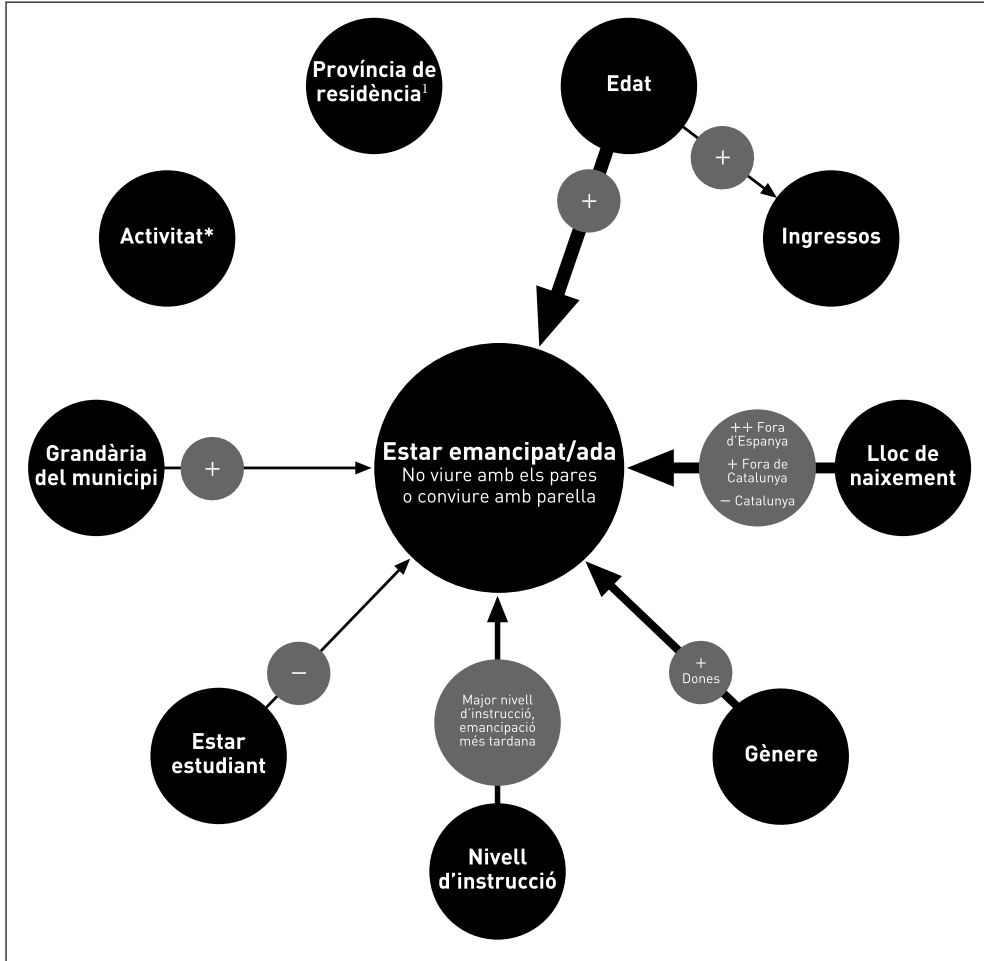 Província de
residència¹
Edat
+
+
Activitat*
Ingressos
Grandària
del municipi
+
Estar emancipat/ada
No viure amb els pares
o conviure amb parella
++ Fora
d'Espanya
+ Fora de
Catalunya
− Catalunya
Lloc de
naixement
−
Estar
estudiant
Major nivell
d'instrucció,
emancipació
més tardana
Nivell
d'instrucció
+
Dones
Gènere